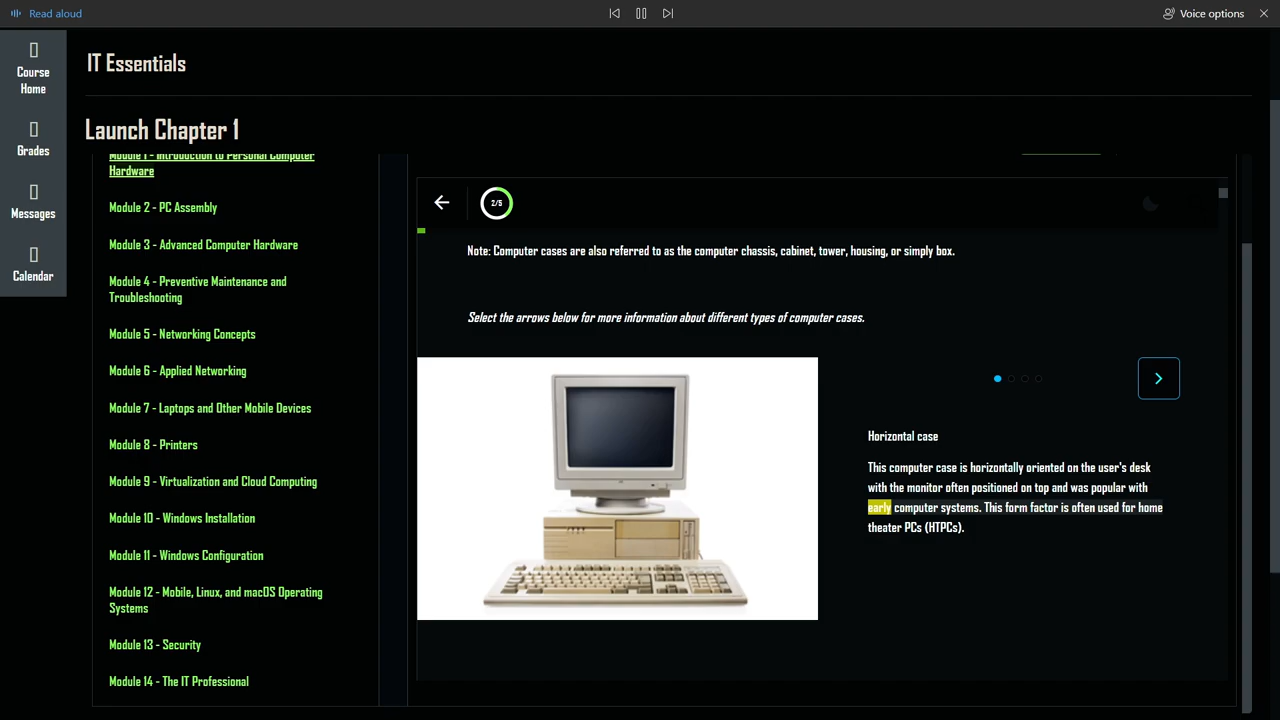 Read aloud
Voice options
Course
Home
Grades
Messages
Calendar
IT Essentials
Launch Chapter 1
Module 1 - Introduction to Personal Computer
Hardware
Module 2 - PC Assembly
Module 3 - Advanced Computer Hardware
Module 4 - Preventive Maintenance and
Troubleshooting
Module 5 - Networking Concepts
Module 6 - Applied Networking
Module 7 - Laptops and Other Mobile Devices
Module 8 - Printers
Module 9 - Virtualization and Cloud Computing
Module 10 - Windows Installation
Module 11 - Windows Configuration
Module 12 - Mobile, Linux, and macOS Operating
Systems
Module 13 - Security
Module 14 - The IT Professional
2/5
Note: Computer cases are also referred to as the computer chassis, cabinet, tower, housing, or simply box.
Select the arrows below for more information about different types of computer cases.
Horizontal case
This computer case is horizontally oriented on the user's desk
with the monitor often positioned on top and was popular with
early computer systems. This form factor is often used for home
theater PCs (HTPCs).